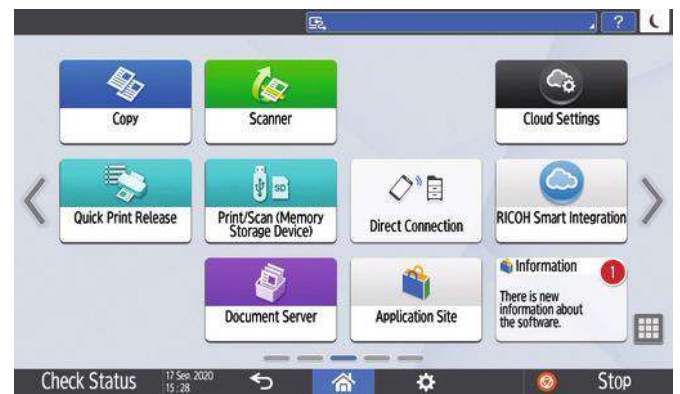 ?
Copy
Scanner
Cloud Settings
Quick Print Release
SD
Print/Scan (Memory
Storage Device)
Direct Connection
RICOH Smart Integration
Document Server
Application Site
Information
1
There is new
information about
the software.
Check Status
17 Sep. 2020
15 : 28
Stop